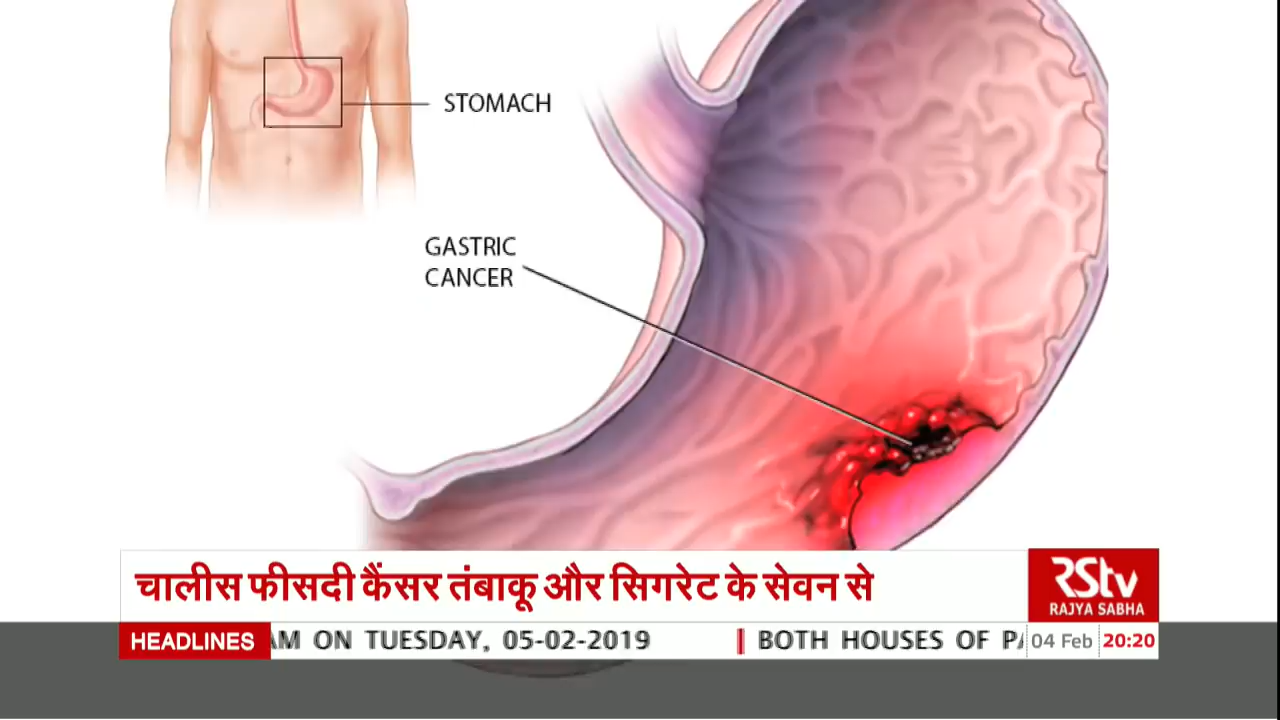 STOMACH
GASTRIC
CANCER
चालीस फीसदी कैंसर तंबाकू और सिगरेट के सेवन से
RSTV
RAJYA SABHA
HEADLINES
AM ON TUESDAY, 05-02-2019 | BOTH HOUSES OF
04 Feb 20:20